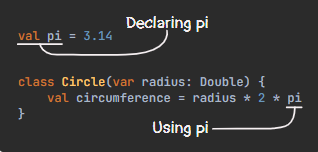 Declaring pi
val pi = 3.14
class Circle(var radius: Double) {
    val circumference = radius * 2 * pi
}
Using pi